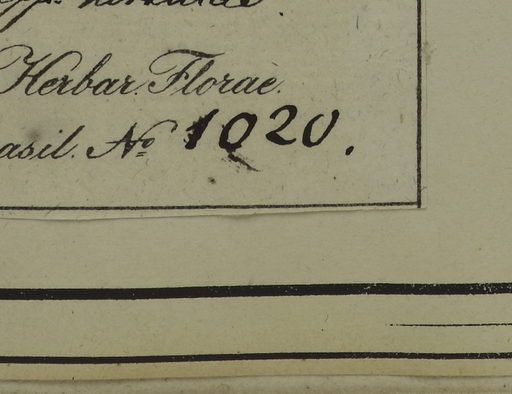 Herbar. Florae
asil. No 1020.